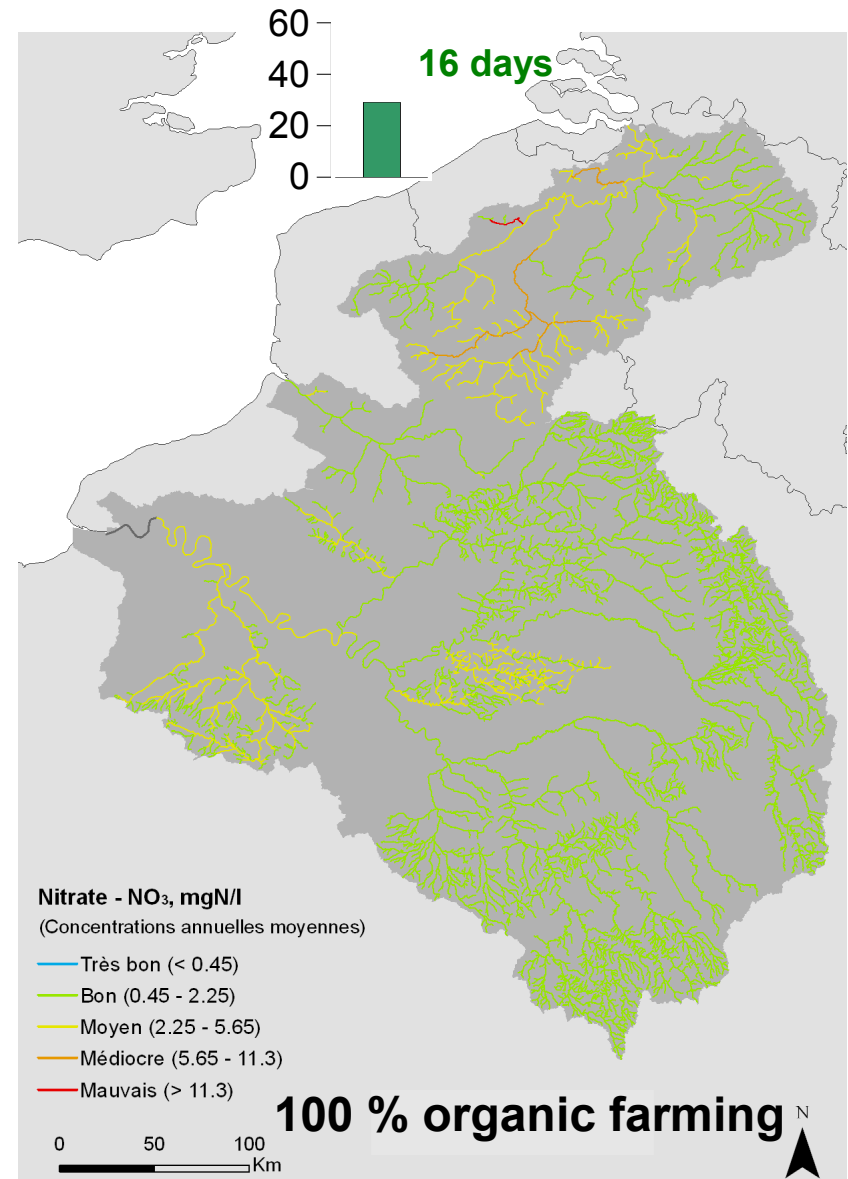 60
40
20
0
16 days
Nitrate - NO₃, mgN/l
(Concentrations annuelles moyennes)
Très bon (< 0.45)
Bon (0.45 - 2.25)
Moyen (2.25 - 5.65)
Médiocre (5.65 - 11.3)
Mauvais (> 11.3)
100 % organic farming
N
0 50 100
Km